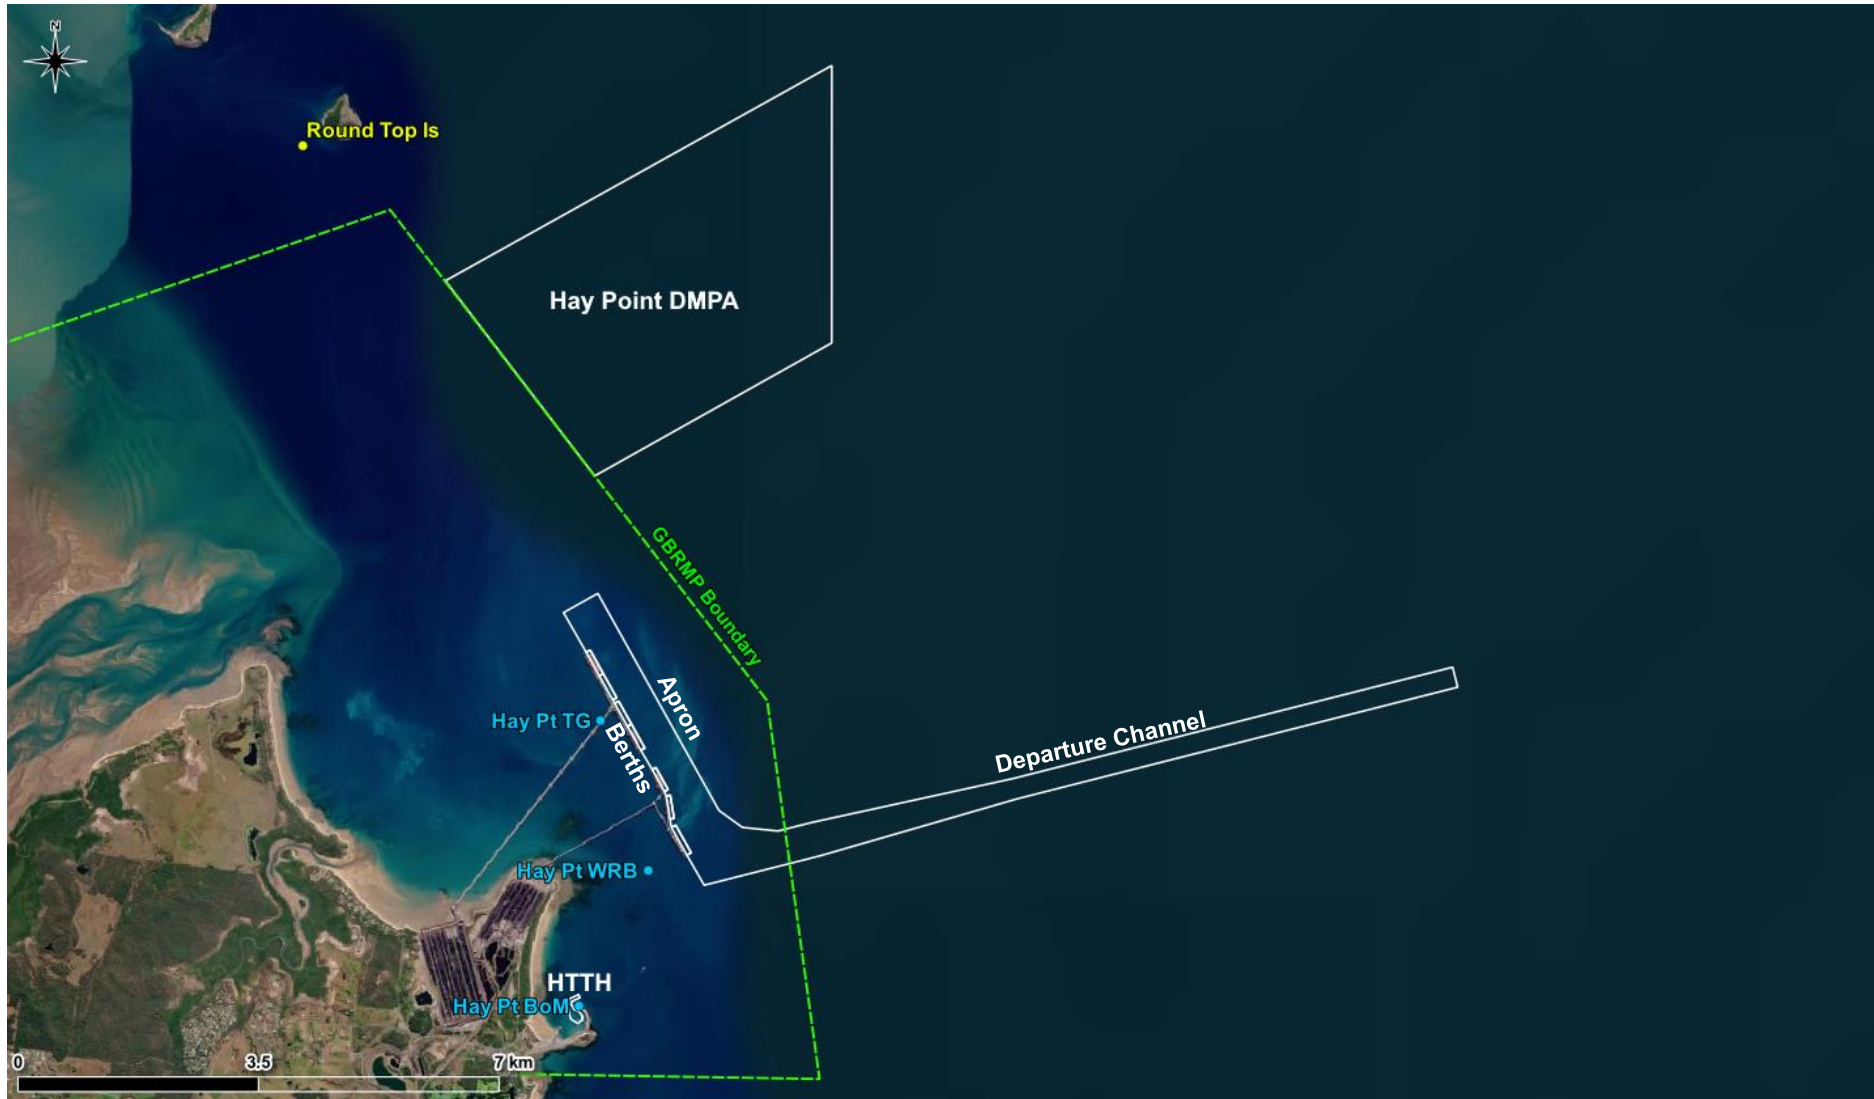 N
Round Top Is
Hay Point DMPA
GBRMP Boundary
Apron
Hay Pt TG
Berths
Departure Channel
Hay Pt WRB
HTTH
Hay Pt BoM
0 3.5 7 km